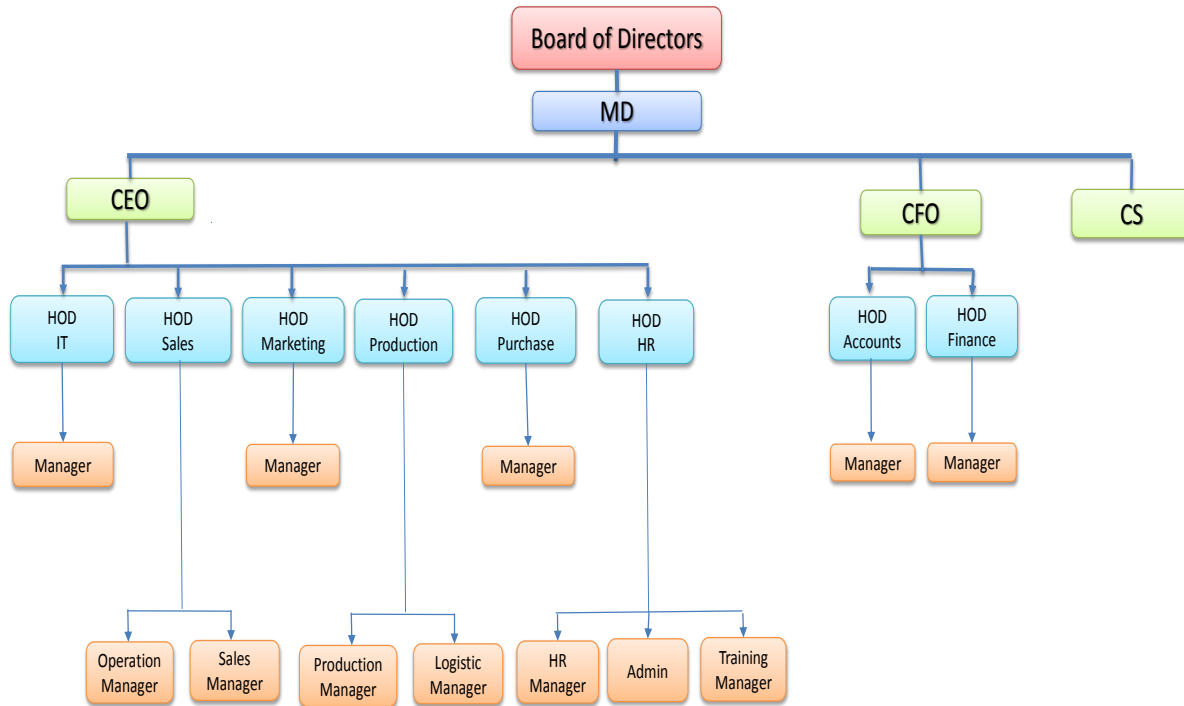 Board of Directors
MD
CEO
CFO
CS
HOD
IT
HOD
Sales
HOD
Marketing
HOD
Production
HOD
Purchase
HOD
HR
HOD
Accounts
HOD
Finance
Manager
Manager
Manager
Manager
Manager
Operation
Manager
Sales
Manager
Production
Manager
Logistic
Manager
HR
Manager
Admin
Training
Manager